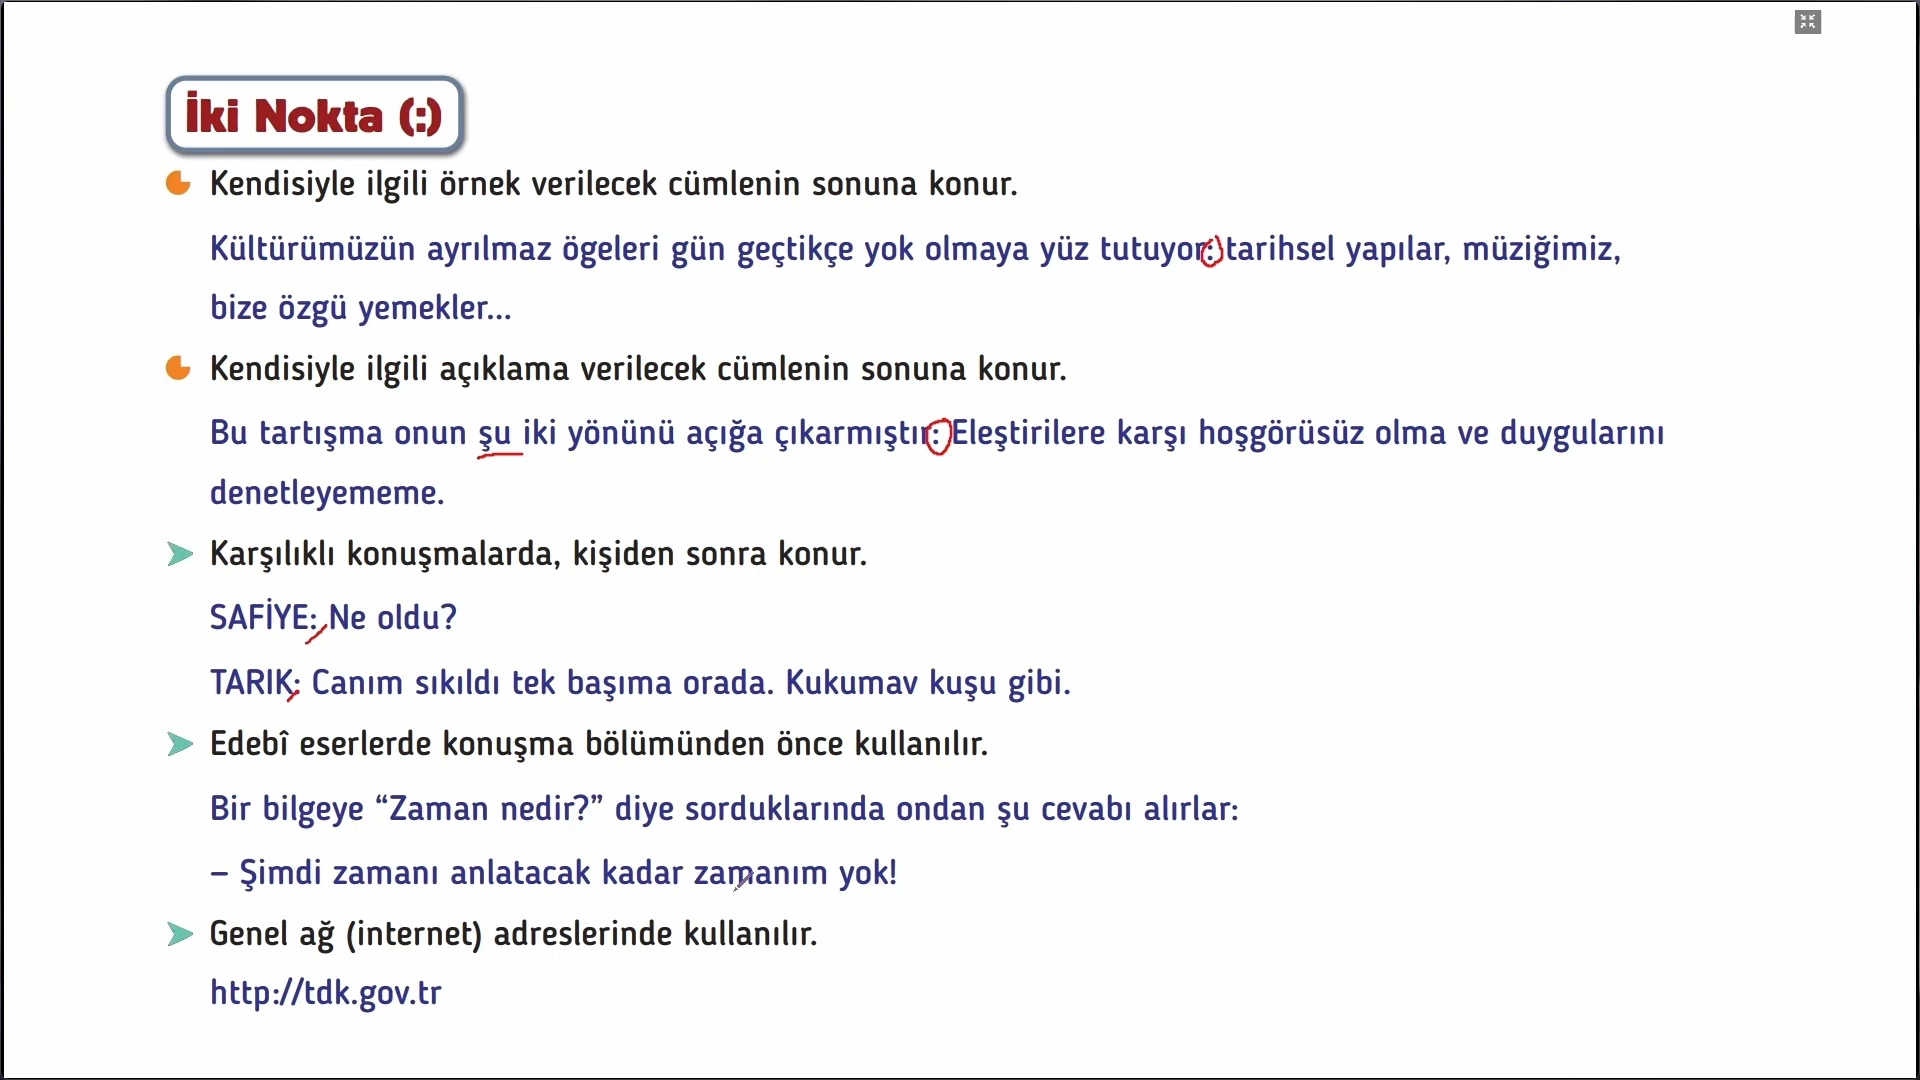 İki Nokta (:)
Kendisiyle ilgili örnek verilecek cümlenin sonuna konur.
Kültürümüzün ayrılmaz ögeleri gün geçtikçe yok olmaya yüz tutuyor: tarihsel yapılar, müziğimiz,
bize özgü yemekler...
Kendisiyle ilgili açıklama verilecek cümlenin sonuna konur.
Bu tartışma onun şu iki yönünü açığa çıkarmıştır: Eleştirilere karşı hoşgörüsüz olma ve duygularını
denetleyememe.
Karşılıklı konuşmalarda, kişiden sonra konur.
SAFİYE: Ne oldu?
TARIK: Canım sıkıldı tek başıma orada. Kukumav kuşu gibi.
Edebî eserlerde konuşma bölümünden önce kullanılır.
Bir bilgeye “Zaman nedir?” diye sorduklarında ondan şu cevabı alırlar:
– Şimdi zamanı anlatacak kadar zamanım yok!
Genel ağ (internet) adreslerinde kullanılır.
http://tdk.gov.tr